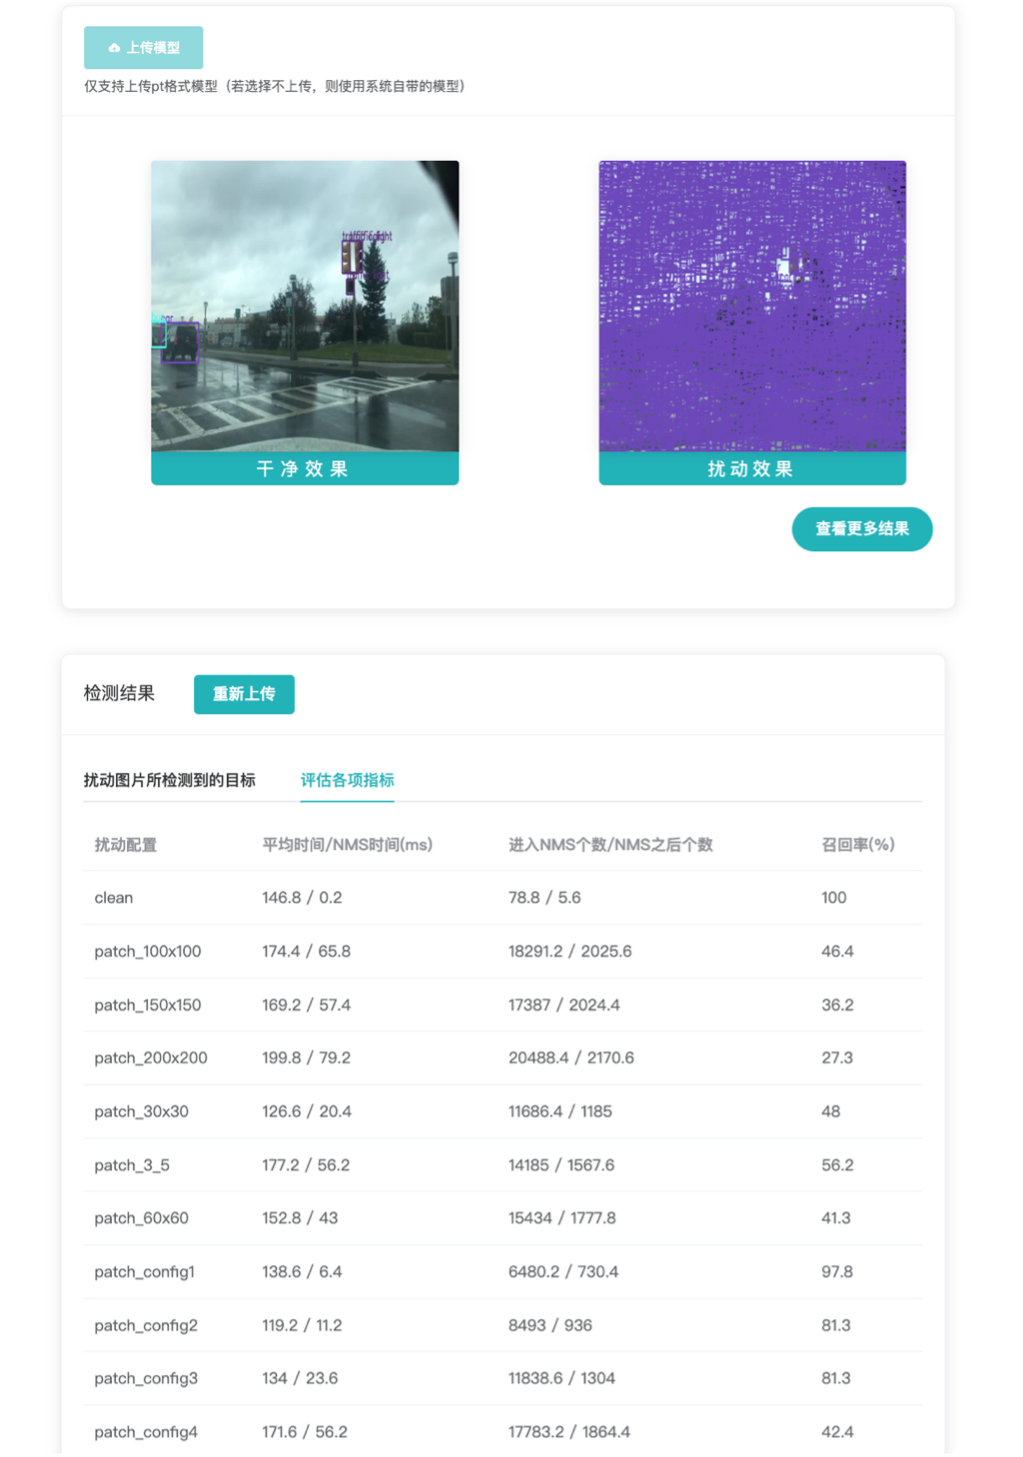 上传模型
仅支持上传pt格式模型（若选择不上传，则使用系统自带的模型）
干净效果
扰动效果
查看更多结果
检测结果 重新上传
扰动图片所检测到的目标 评估各项指标
扰动配置 平均时间/NMS时间(ms) 进入NMS个数/NMS之后个数 召回率(%)
clean 146.8 / 0.2 78.8 / 5.6 100
patch_100x100 174.4 / 65.8 18291.2 / 2025.6 46.4
patch_150x150 169.2 / 57.4 17387 / 2024.4 36.2
patch_200x200 199.8 / 79.2 20488.4 / 2170.6 27.3
patch_30x30 126.6 / 20.4 11686.4 / 1185 48
patch_3_5 177.2 / 56.2 14185 / 1567.6 56.2
patch_60x60 152.8 / 43 15434 / 1777.8 41.3
patch_config1 138.6 / 6.4 6480.2 / 730.4 97.8
patch_config2 119.2 / 11.2 8493 / 936 81.3
patch_config3 134 / 23.6 11838.6 / 1304 81.3
patch_config4 171.6 / 56.2 17783.2 / 1864.4 42.4